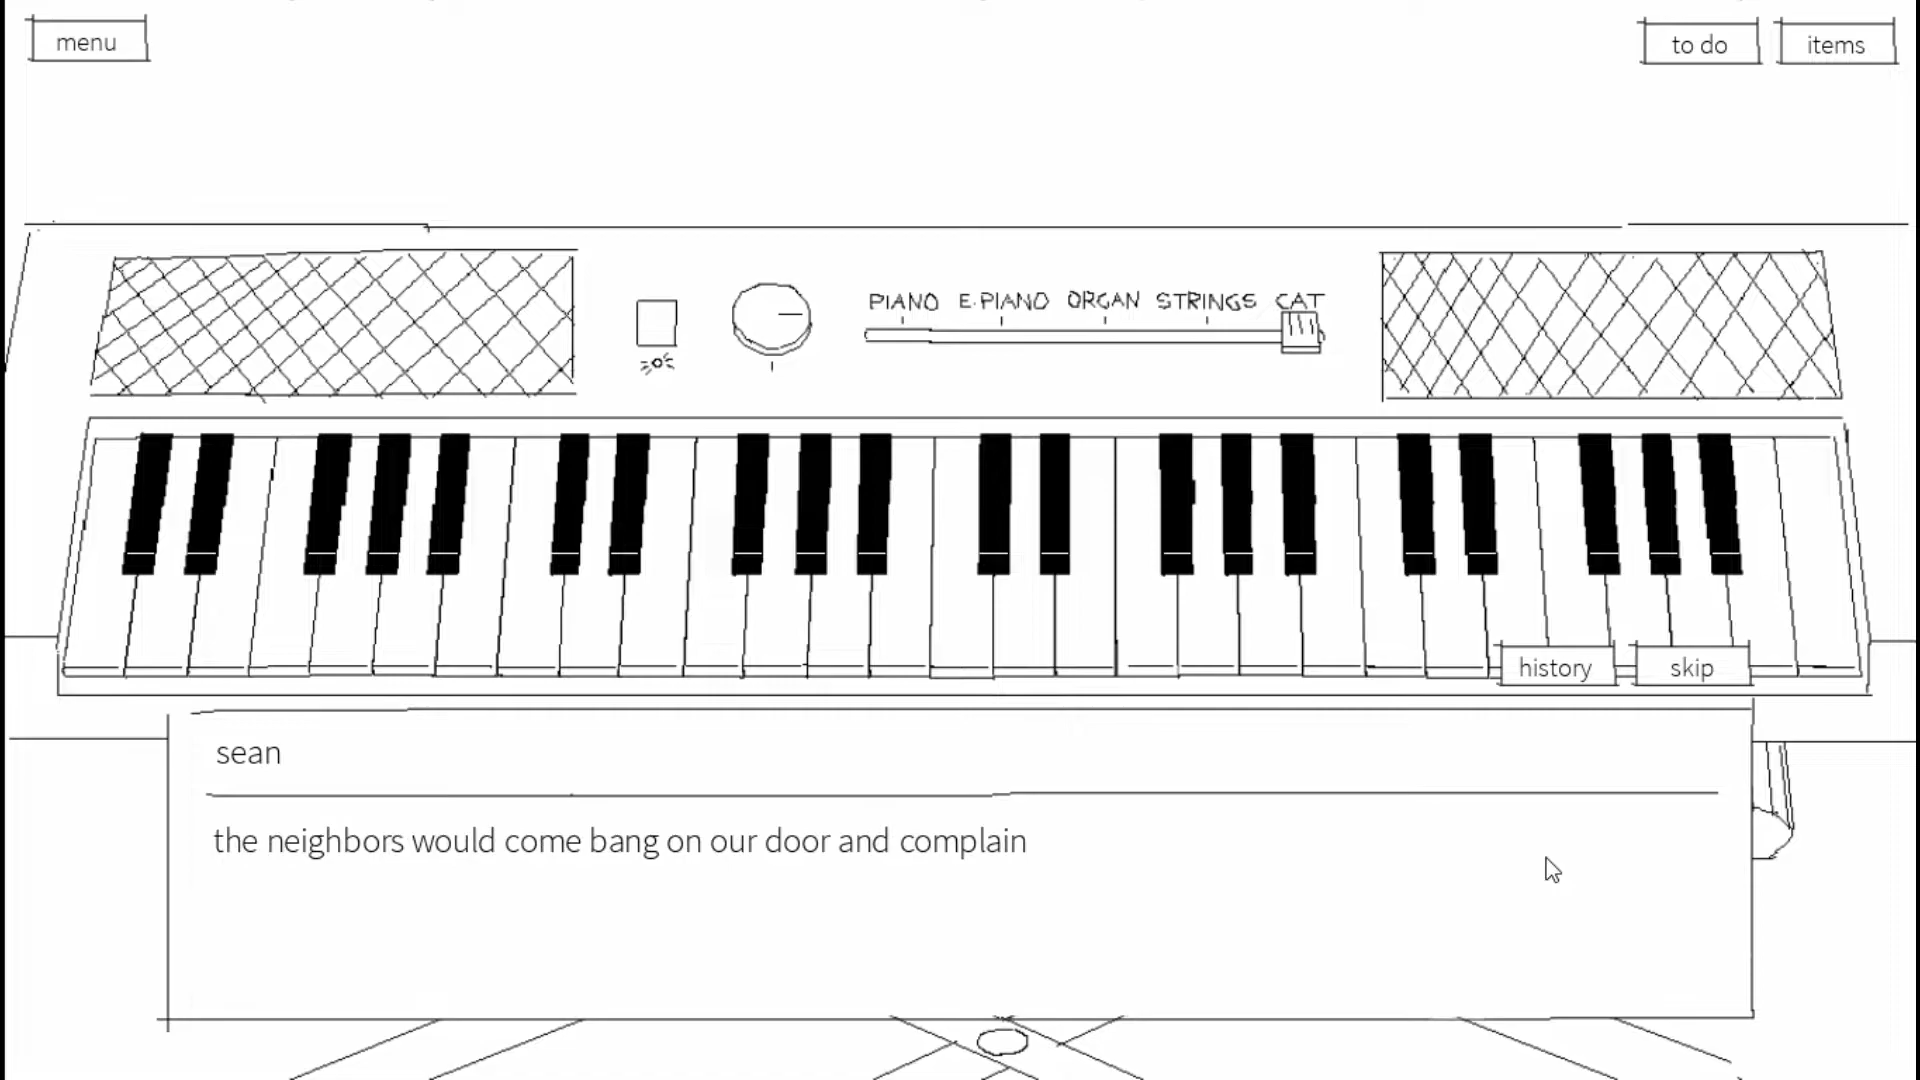 menu
to do
items
PIANO E.PIANO ORGAN STRINGS CAT
history
skip
sean
the neighbors would come bang on our door and complain